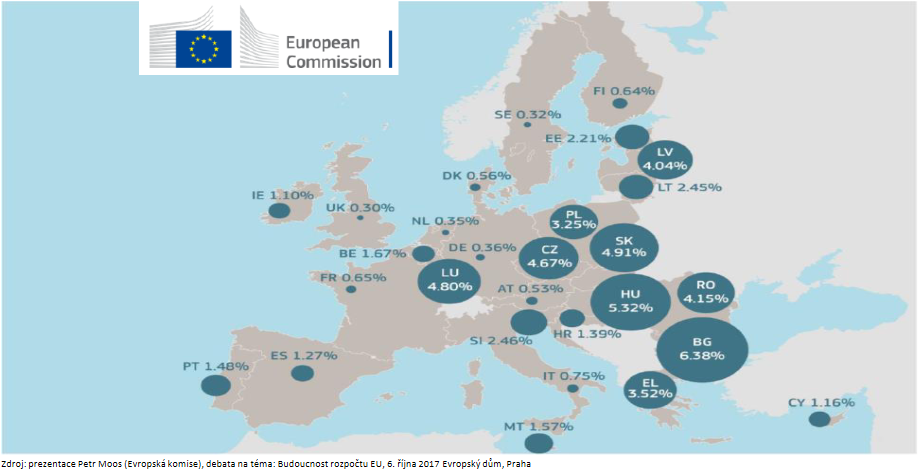 European
Commission
FI 0.64%
SE 0.32%
EE 2.21%
LV
4.04%
DK 0.56%
LT 2.45%
IE 1.10%
UK 0.30%
NL 0.35%
PL
3.25%
BE 1.67%
DE 0.36%
CZ
4.67%
SK
4.91%
FR 0.65%
LU
4.80%
AT 0.53%
HU
5.32%
RO
4.15%
SI 2.46%
HR 1.39%
BG
6.38%
PT 1.48%
ES 1.27%
IT 0.75%
EL
3.52%
CY 1.16%
MT 1.57%
Zdroj: prezentace Petr Moos (Evropská komise), debata na téma: Budoucnost rozpočtu EU, 6. října 2017 Evropský dům, Praha